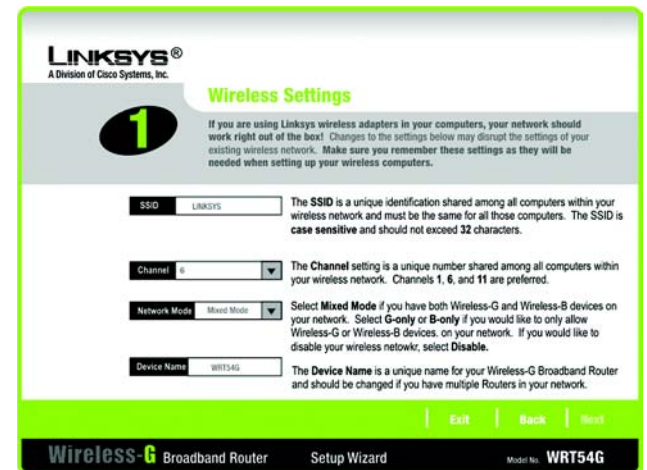 LINKSYS®
A Division of Cisco Systems, Inc.
Wireless Settings
1
If you are using Linksys wireless adapters in your computers, your network should
work right out of the box! Changes to the settings below may disrupt the settings of your
existing wireless network. Make sure you remember these settings as they will be
needed when setting up your wireless computers.
SSID LINKSYS
The SSID is a unique identification shared among all computers within your
wireless network and must be the same for all those computers. The SSID is
case sensitive and should not exceed 32 characters.
Channel 6
The Channel setting is a unique number shared among all computers within
your wireless network. Channels 1, 6, and 11 are preferred.
Network Mode Mixed Mode
Select Mixed Mode if you have both Wireless-G and Wireless-B devices on
your network. Select G-only or B-only if you would like to only allow
Wireless-G or Wireless-B devices. on your network. If you would like to
disable your wireless netowkr, select Disable.
Device Name WRT54G
The Device Name is a unique name for your Wireless-G Broadband Router
and should be changed if you have multiple Routers in your network.
Exit Back Next
Wireless-G Broadband Router Setup Wizard Model No. WRT54G